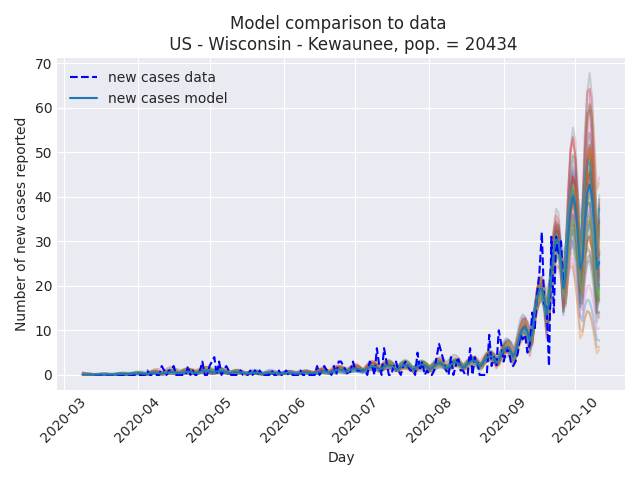 Model comparison to data
US - Wisconsin - Kewaunee, pop. = 20434
new cases data
new cases model
Number of new cases reported
70
60
50
40
30
20
10
0
2020-03
2020-04
2020-05
2020-06
2020-07
2020-08
2020-09
2020-10
Day